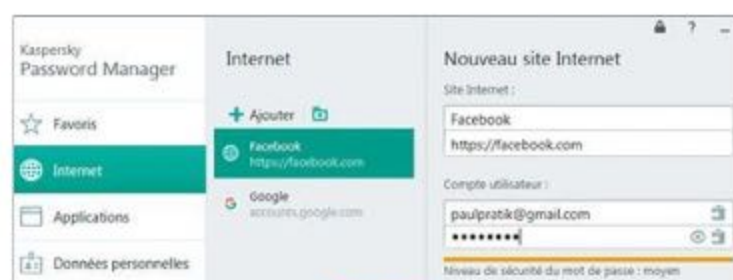 Kaspersky
Password Manager
Favoris
Internet
Applications
Données personnelles
Internet
Ajouter
Facebook
https://facebook.com
Google
accounts.google.com
?
Nouveau site Internet
Site Internet :
Facebook
https://facebook.com
Compte utilisateur :
paulpratik@gmail.com
••••••••
Niveau de sécurité du mot de passe : moyen